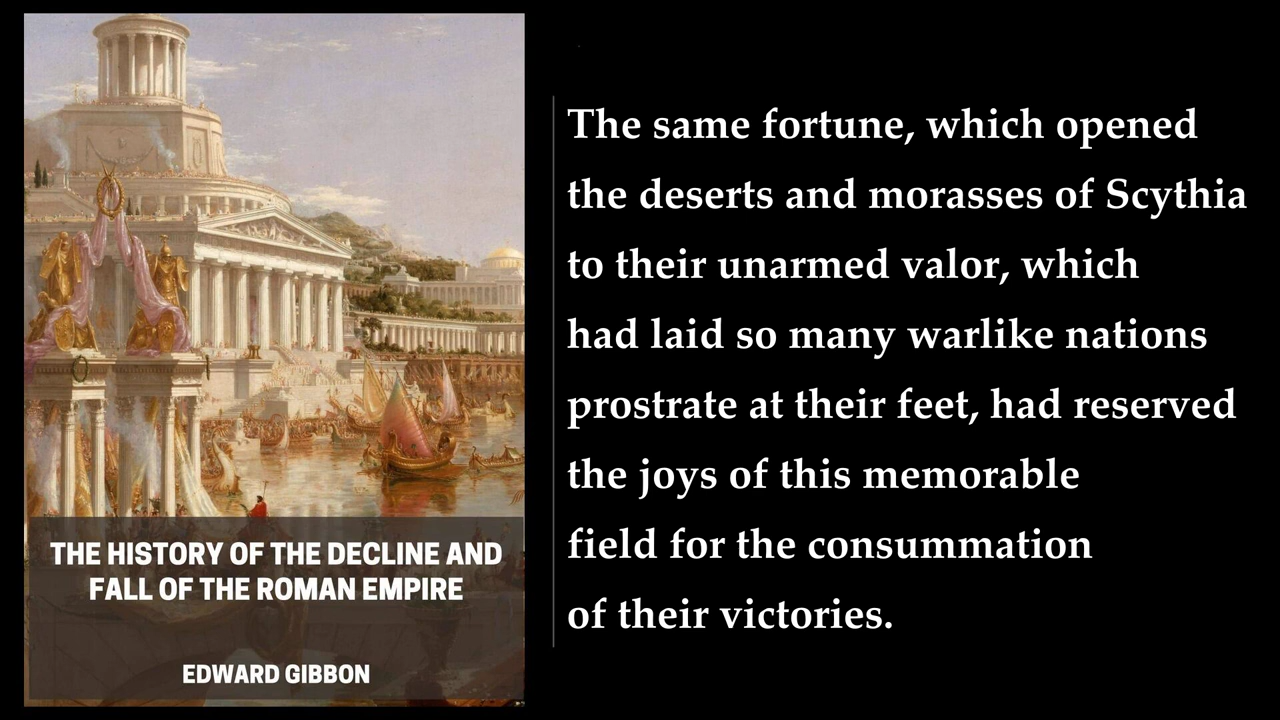 THE HISTORY OF THE DECLINE AND
FALL OF THE ROMAN EMPIRE
EDWARD GIBBON
The same fortune, which opened
the deserts and morasses of Scythia
to their unarmed valor, which
had laid so many warlike nations
prostrate at their feet, had reserved
the joys of this memorable
field for the consummation
of their victories.